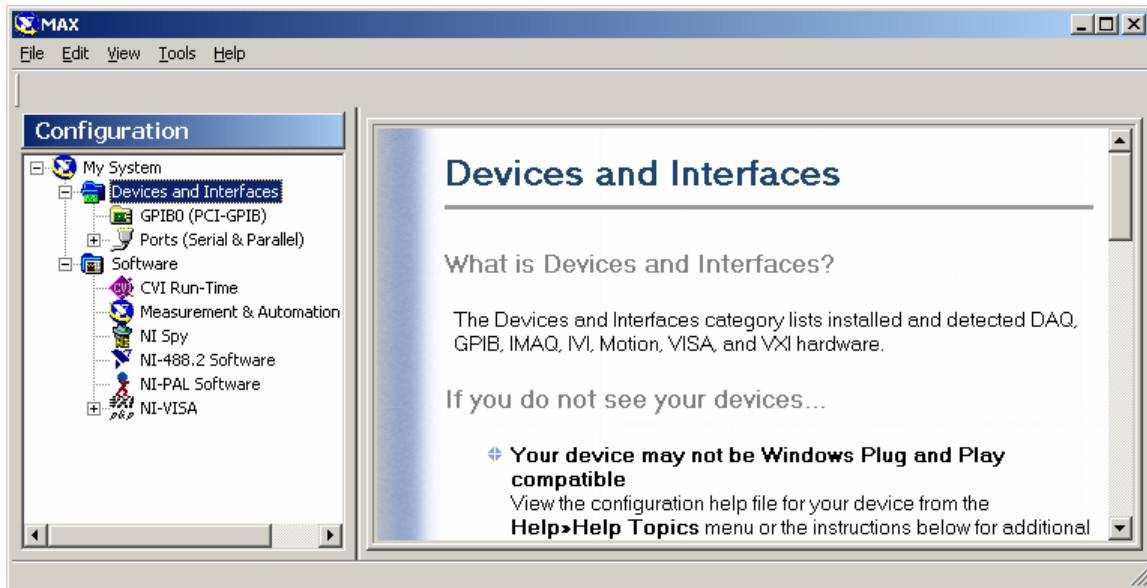 MAX
File Edit View Tools Help
Configuration
My System
Devices and Interfaces
GPIB0 (PCI-GPIB)
Ports (Serial & Parallel)
Software
CVI Run-Time
Measurement & Automation
NI Spy
NI-488.2 Software
NI-PAL Software
NI-VISA
Devices and Interfaces
What is Devices and Interfaces?
The Devices and Interfaces category lists installed and detected DAQ,
GPIB, IMAQ, IVI, Motion, VISA, and VXI hardware.
If you do not see your devices...
Your device may not be Windows Plug and Play
compatible
View the configuration help file for your device from the
Help»Help Topics menu or the instructions below for additional